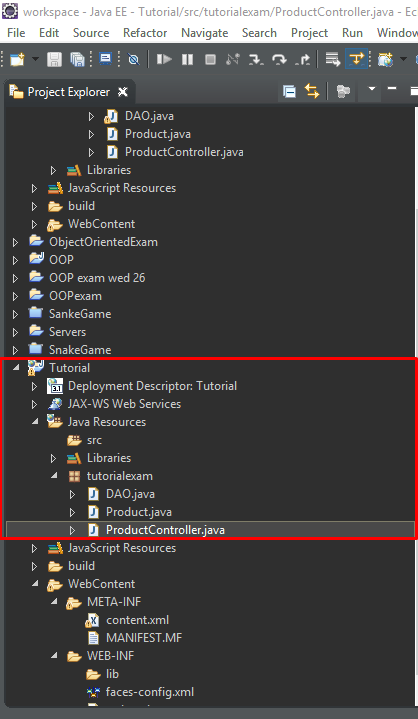 workspace - Java EE - Tutorial/src/tutorialexam/ProductController.java - Ec
File Edit Source Refactor Navigate Search Project Run Window
Project Explorer
DAO.java
Product.java
ProductController.java
Libraries
JavaScript Resources
build
WebContent
ObjectOrientedExam
OOP
OOP exam wed 26
OOPexam
SankeGame
Servers
SnakeGame
Tutorial
Deployment Descriptor: Tutorial
JAX-WS Web Services
Java Resources
src
Libraries
tutorialexam
DAO.java
Product.java
ProductController.java
JavaScript Resources
build
WebContent
META-INF
content.xml
MANIFEST.MF
WEB-INF
lib
faces-config.xml